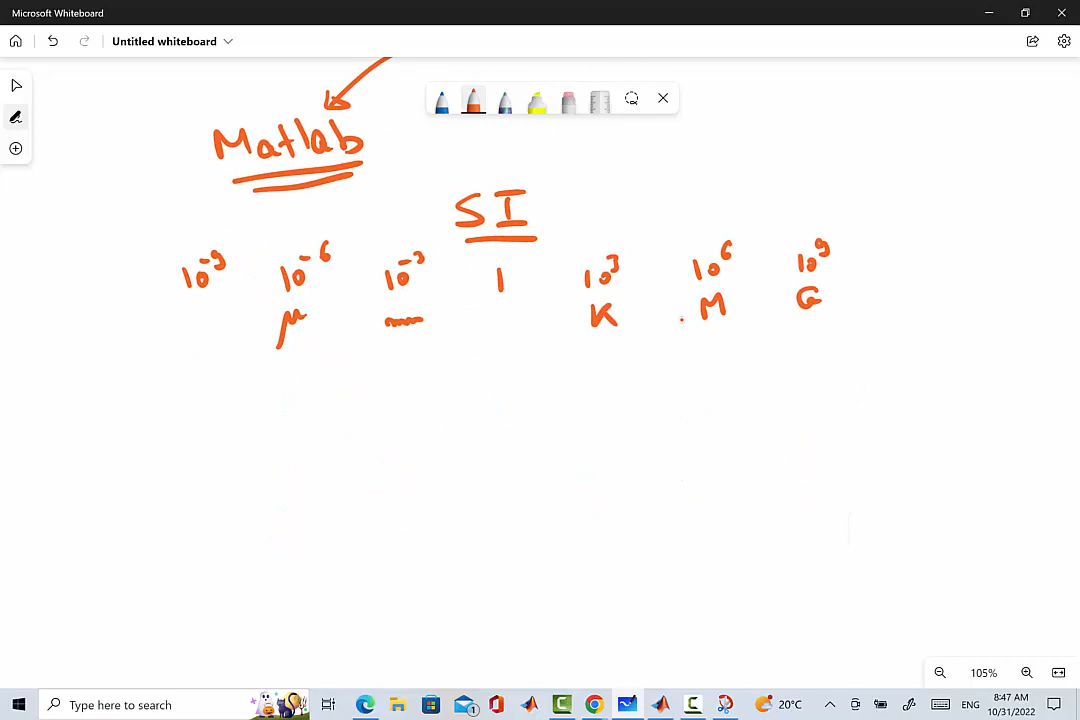 Microsoft Whiteboard
Untitled whiteboard
Matlab
SI
10⁻⁹ 10⁻⁶ 10⁻³ 1 10³ 10⁶ 10⁹
μ m K M G
105%
Type here to search
1
20°C
ENG
8:47 AM
10/31/2022